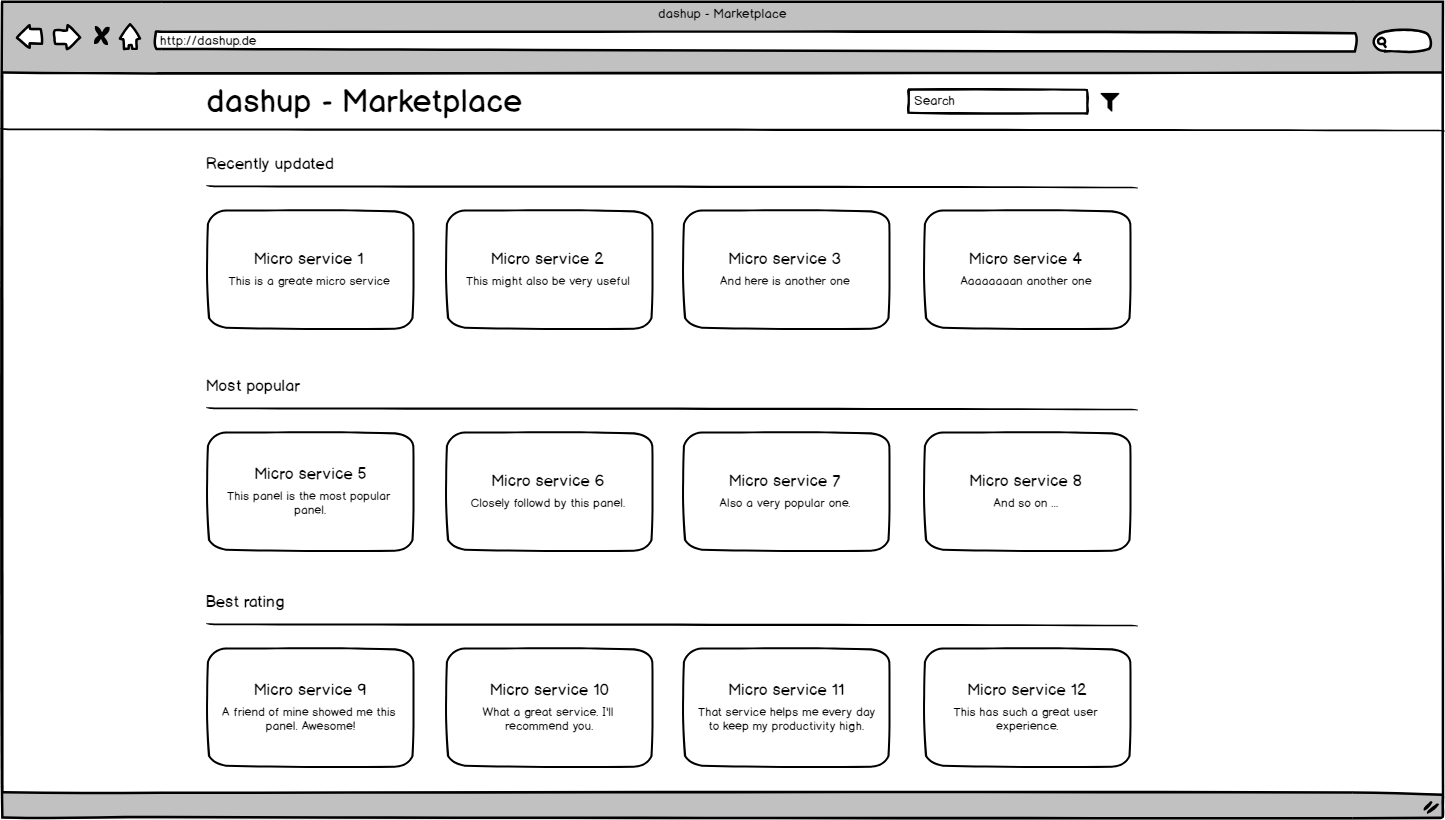 dashup - Marketplace
http://dashup.de
dashup - Marketplace
Search
Recently updated
Micro service 1
This is a greate micro service
Micro service 2
This might also be very useful
Micro service 3
And here is another one
Micro service 4
Aaaaaaaan another one
Most popular
Micro service 5
This panel is the most popular
panel.
Micro service 6
Closely followd by this panel.
Micro service 7
Also a very popular one.
Micro service 8
And so on ...
Best rating
Micro service 9
A friend of mine showed me this
panel. Awesome!
Micro service 10
What a great service. I'll
recommend you.
Micro service 11
That service helps me every day
to keep my productivity high.
Micro service 12
This has such a great user
experience.